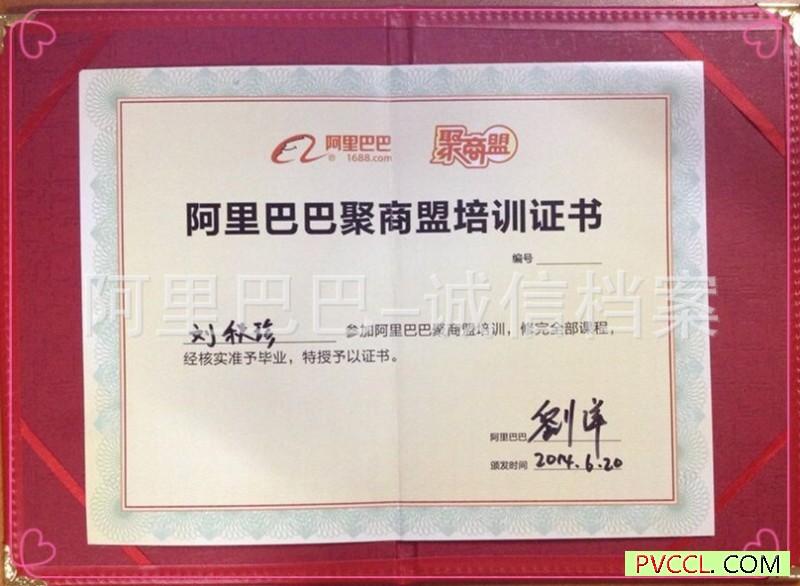 阿里巴巴 聚商盟
® 1688.com
阿里巴巴聚商盟培训证书
编号
阿里巴巴-诚信档案
刘秋珍 参加阿里巴巴聚商盟培训，修完全部课程，
经核实准予毕业，特授予以证书。
阿里巴巴 劉洋
颁发时间 2014.6.20
PVCCL.COM